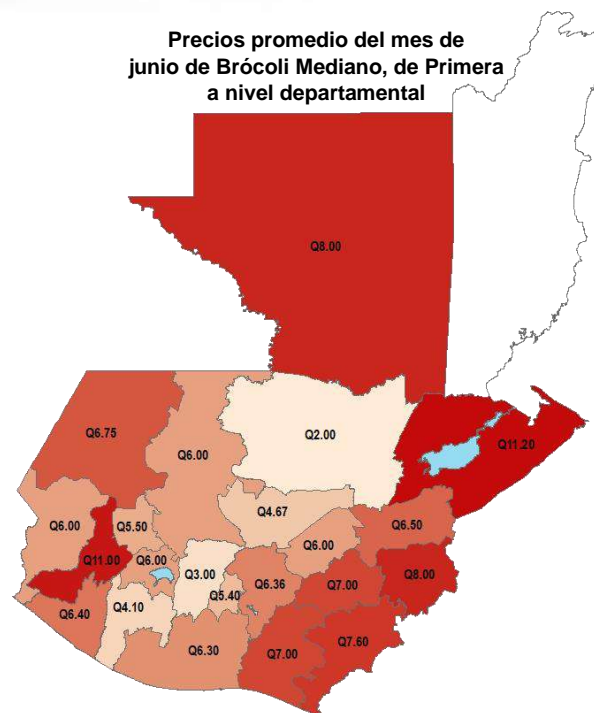 Precios promedio del mes de
junio de Brócoli Mediano, de Primera
a nivel departamental
Q8.00
Q6.75
Q6.00
Q2.00
Q11.20
Q4.67
Q6.00
Q5.50
Q6.50
Q6.00
Q11.00
Q6.00
Q3.00
Q8.00
Q5.40
Q6.36
Q7.00
Q6.40
Q4.10
Q6.30
Q7.00
Q7.60